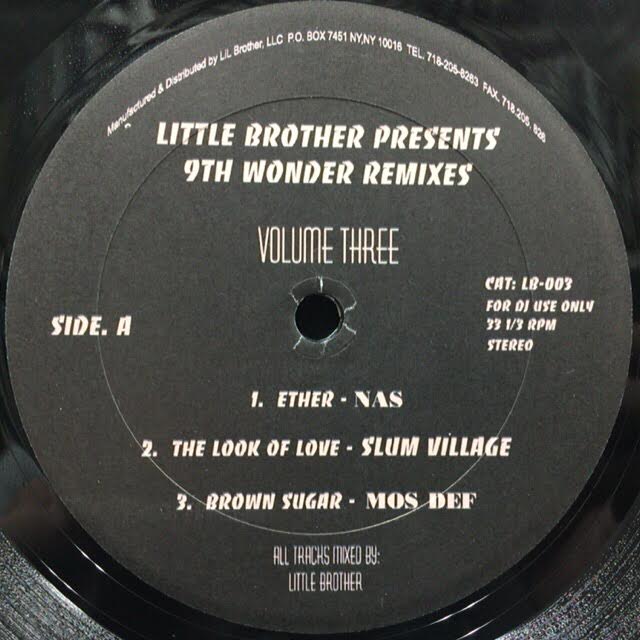 Manufactured & Distributed by LiL Brother, LLC P.O. BOX 7451 NY,NY 10016 TEL. 718-205-8263 FAX. 718.205. 826
LITTLE BROTHER PRESENTS
9TH WONDER REMIXES
VOLUME THREE
SIDE. A
CAT: LB-003
FOR DJ USE ONLY
33 1/3 RPM
STEREO
1. ETHER - NAS
2. THE LOOK OF LOVE - SLUM VILLAGE
3. BROWN SUGAR - MOS DEF
ALL TRACKS MIXED BY:
LITTLE BROTHER